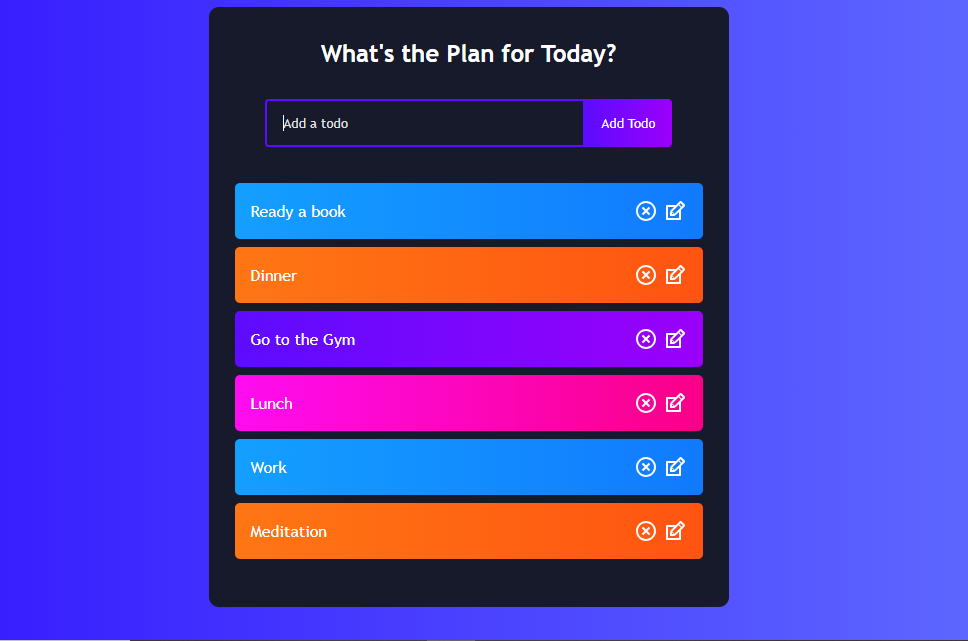 What's the Plan for Today?
Add a todo
Add Todo
Ready a book
Dinner
Go to the Gym
Lunch
Work
Meditation